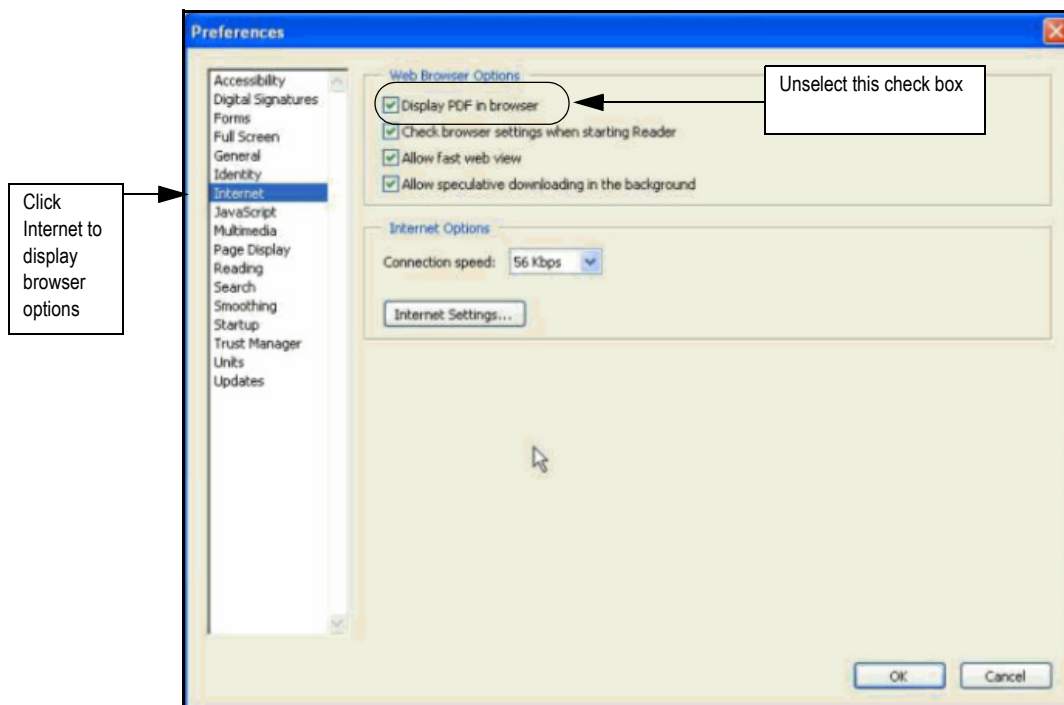 Preferences
Click
Internet to
display
browser
options
Accessibility
Digital Signatures
Forms
Full Screen
General
Identity
Internet
JavaScript
Multimedia
Page Display
Reading
Search
Smoothing
Startup
Trust Manager
Units
Updates
Web Browser Options
Display PDF in browser
Unselect this check box
Check browser settings when starting Reader
Allow fast web view
Allow speculative downloading in the background
Internet Options
Connection speed: 56 Kbps
Internet Settings...
OK Cancel